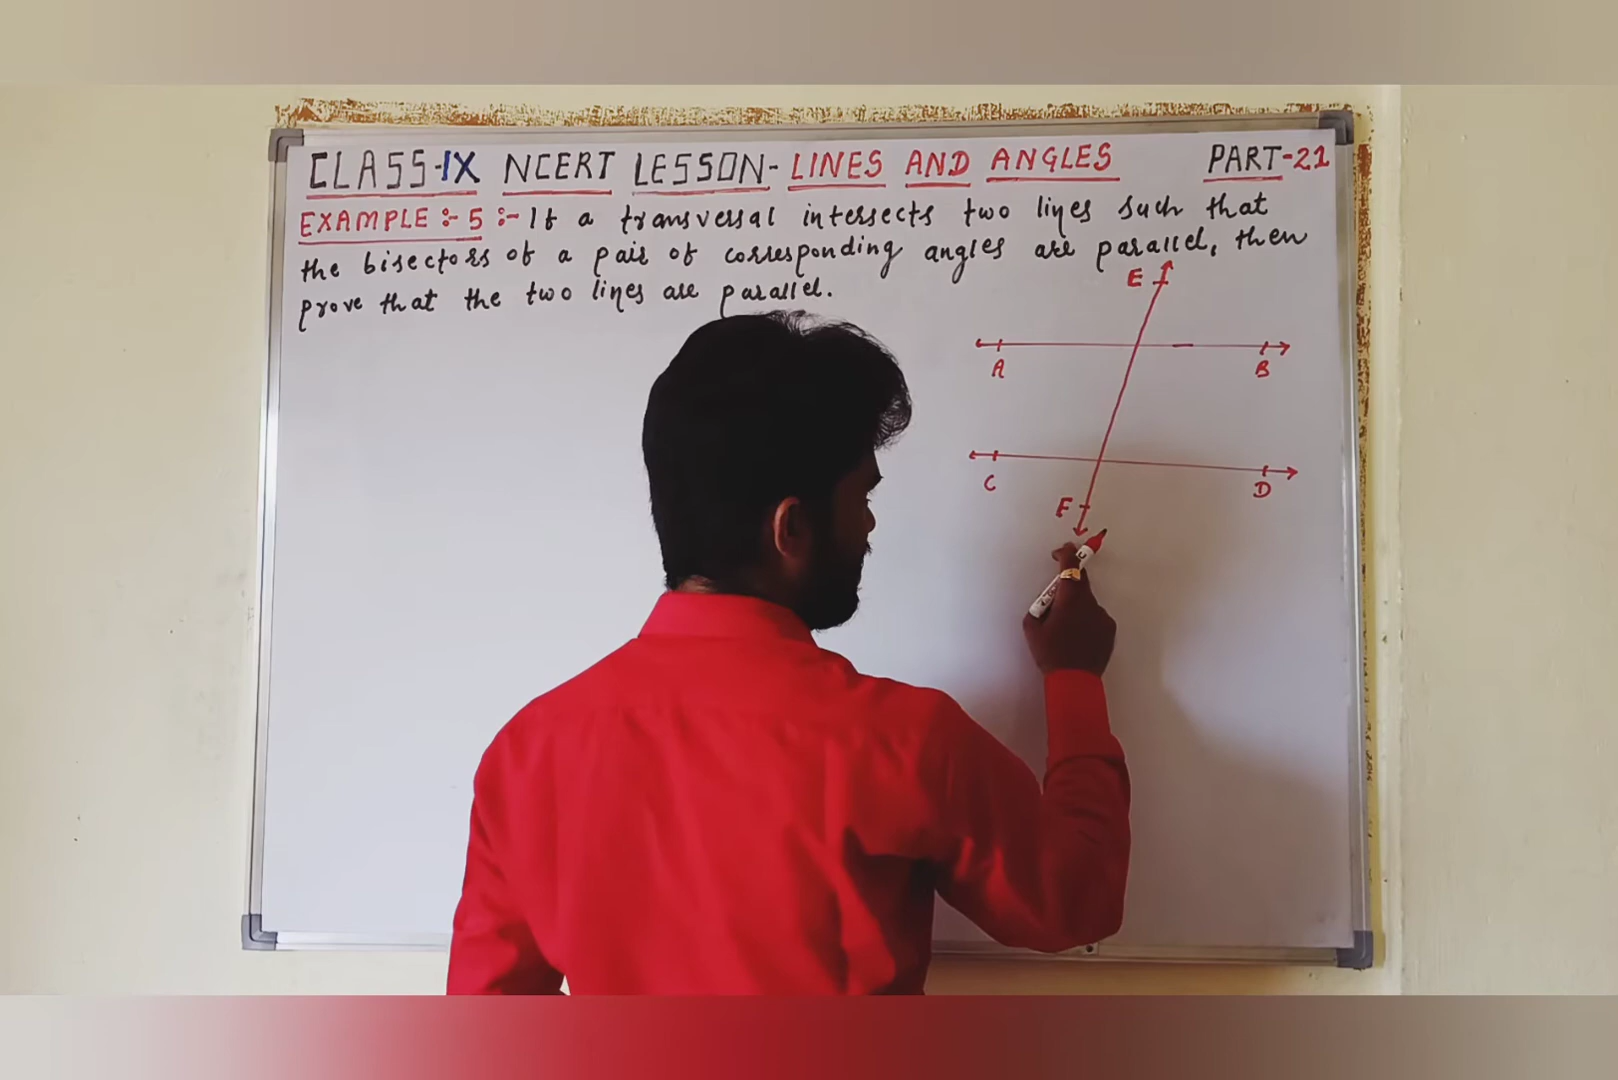 CLASS-IX NCERT LESSON- LINES AND ANGLES PART-21
EXAMPLE :- 5 :- If a transversal intersects two lines such that
the bisectors of a pair of corresponding angles are parallel, then
prove that the two lines are parallel.
E
A B
C D
F